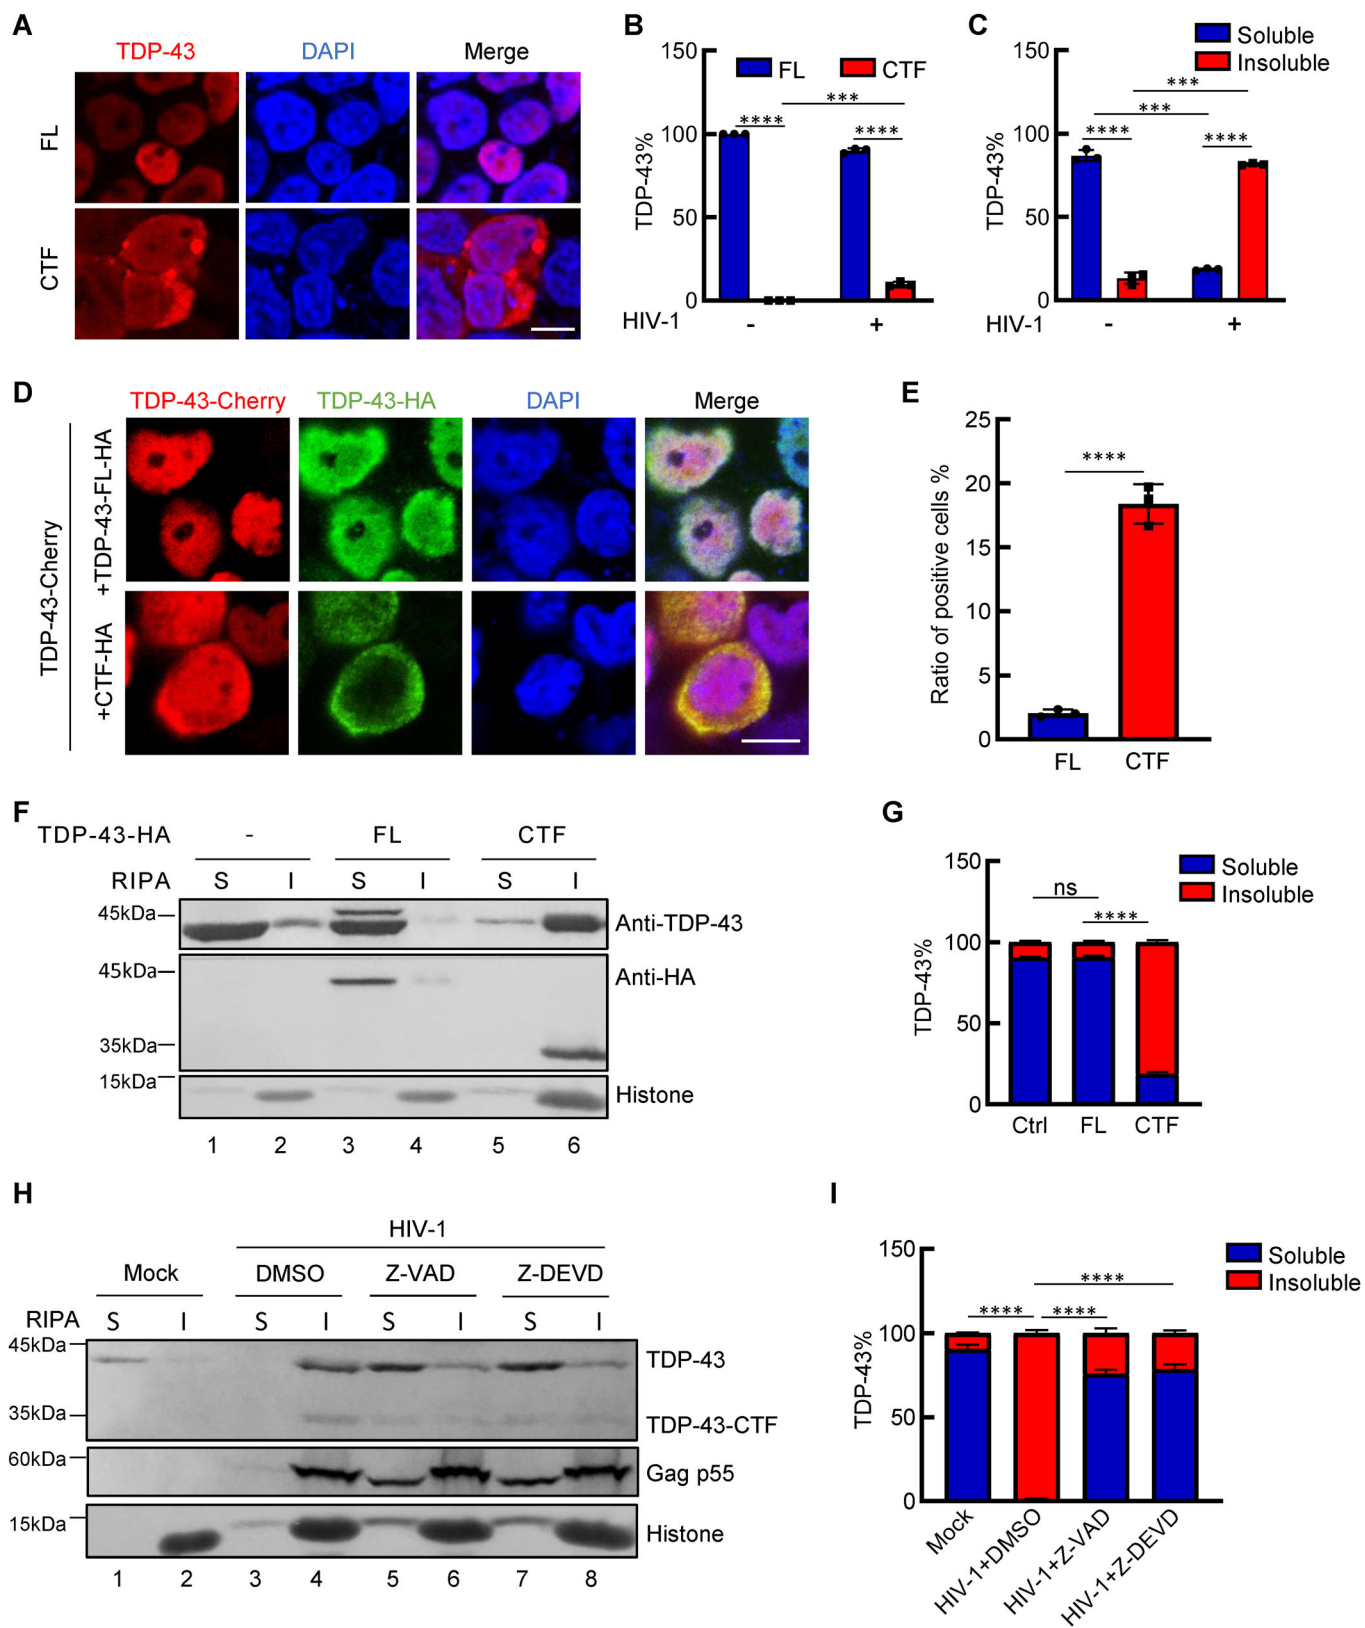 A
TDP-43 DAPI Merge
FL
CTF
B
150
100
50
0
TDP-43%
FL CTF
****
***
****
HIV-1 - +
C
150
100
50
0
TDP-43%
Soluble
Insoluble
***
***
**** ****
HIV-1 - +
D
TDP-43-Cherry TDP-43-HA DAPI Merge
TDP-43-Cherry
+TDP-43-FL-HA
+CTF-HA
E
25
20
15
10
5
0
Ratio of positive cells %
****
FL CTF
F
TDP-43-HA - FL CTF
RIPA S I S I S I
45kDa Anti-TDP-43
45kDa Anti-HA
35kDa
15kDa Histone
1 2 3 4 5 6
G
150
100
50
0
TDP-43%
Soluble
Insoluble
ns
****
Ctrl FL CTF
H
HIV-1
Mock DMSO Z-VAD Z-DEVD
RIPA S I S I S I S I
45kDa TDP-43
35kDa TDP-43-CTF
60kDa Gag p55
15kDa Histone
1 2 3 4 5 6 7 8
I
150
100
50
0
TDP-43%
Soluble
Insoluble
****
**** ****
Mock
HIV-1+DMSO
HIV-1+Z-VAD
HIV-1+Z-DEVD